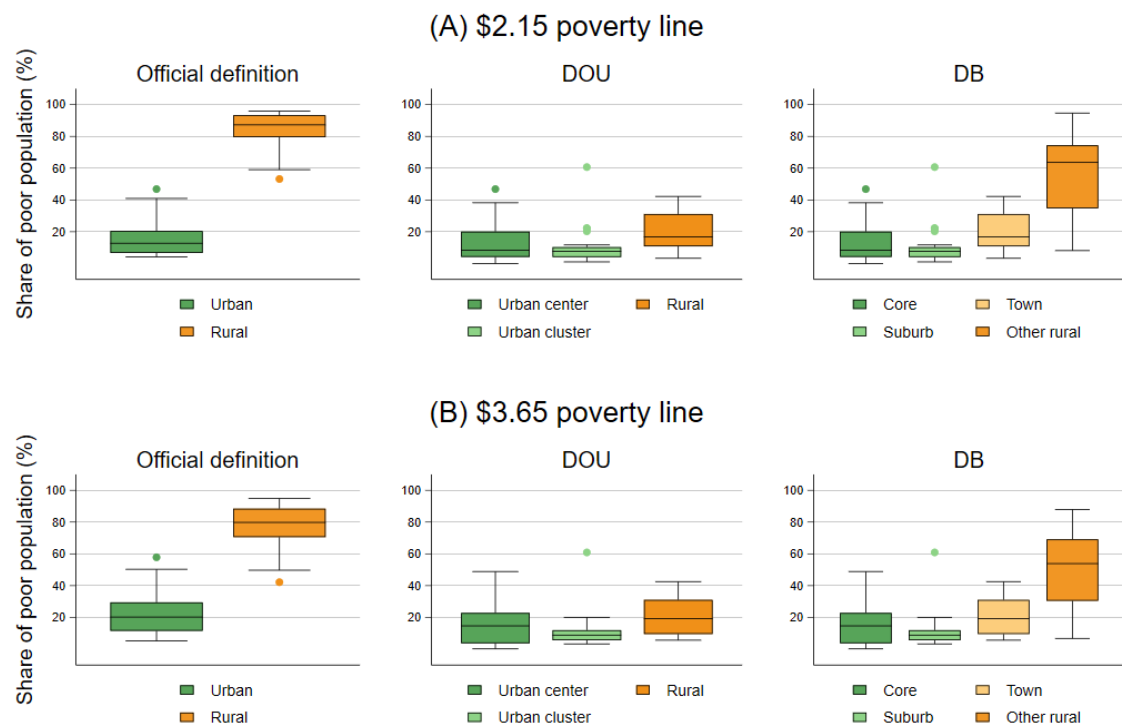 (A) $2.15 poverty line
Share of poor population (%)
Official definition
100
80
60
40
20
Urban
Rural
DOU
100
80
60
40
20
Urban center
Rural
Urban cluster
DB
100
80
60
40
20
Core
Town
Suburb
Other rural
(B) $3.65 poverty line
Share of poor population (%)
Official definition
100
80
60
40
20
Urban
Rural
DOU
100
80
60
40
20
Urban center
Rural
Urban cluster
DB
100
80
60
40
20
Core
Town
Suburb
Other rural